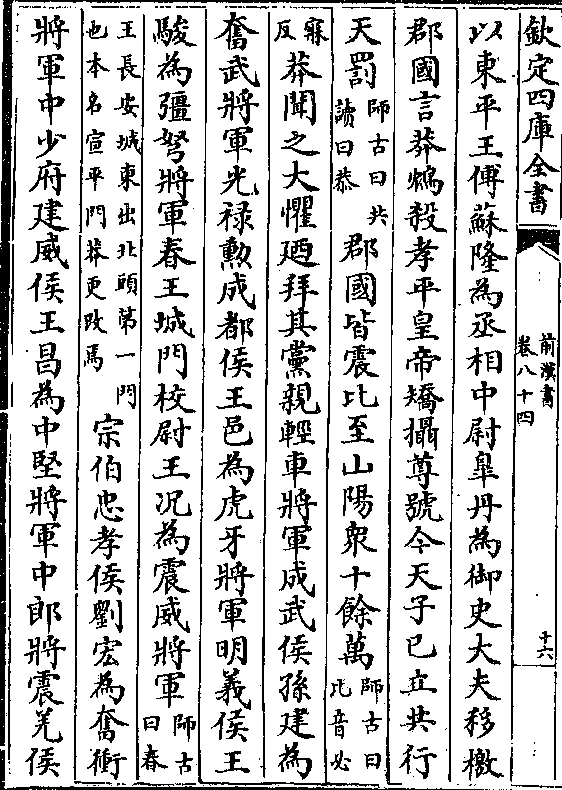 欽定四庫全書
前漢書
卷八十四
十六
以東平王傅蘇隆為丞相中尉皐丹為御史大夫移檄
郡國言莽鴆殺孝平皇帝矯攝尊號今天子已立共行
天罰師古曰共讀曰恭郡國皆震比至山陽衆十餘萬師古曰比音必
寐反莽聞之大懼廼拜其黨親輕車將軍成武侯孫建為
奮武將軍光禄勲成都侯王邑為虎牙將軍明義侯王
駿為彊弩將軍春王城門校尉王况為震威將軍師古曰春
王長安城東出北頭第一門也本名宣平門莽更改焉宗伯忠孝侯劉宏為奮衝
將軍中少府建威侯王昌為中堅將軍中郎將震羌侯